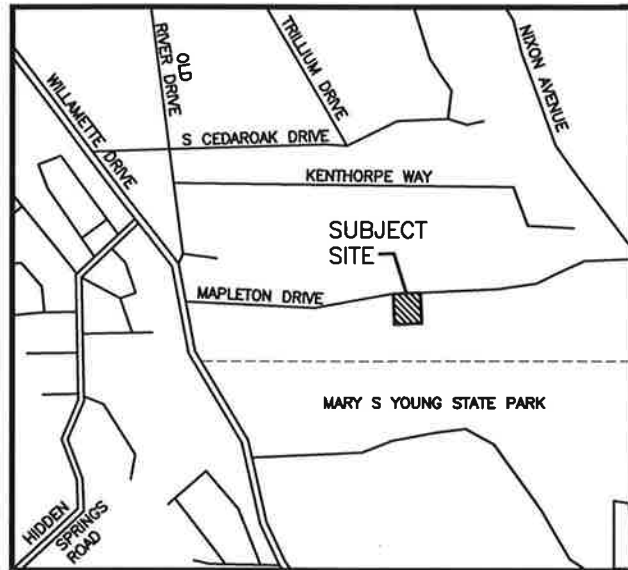 OLD
RIVER DRIVE
TRILLIUM DRIVE
NIXON AVENUE
WILLAMETTE DRIVE
S CEDAROAK DRIVE
KENTHORPE WAY
SUBJECT
SITE
MAPLETON DRIVE
MARY S YOUNG STATE PARK
HIDDEN
SPRINGS
ROAD